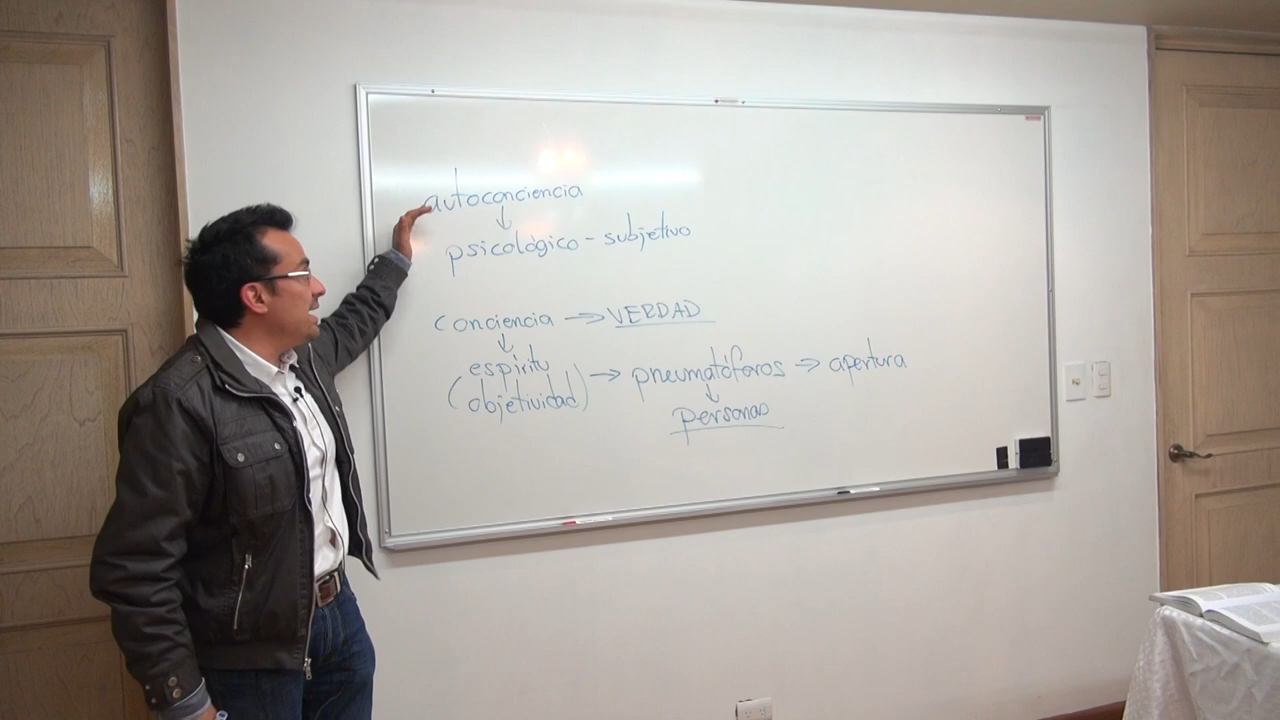 autoconciencia
↓
psicológico - subjetivo
conciencia → VERDAD
↓
espíritu
(objetividad) → pneumatóforos → apertura
↓
personas